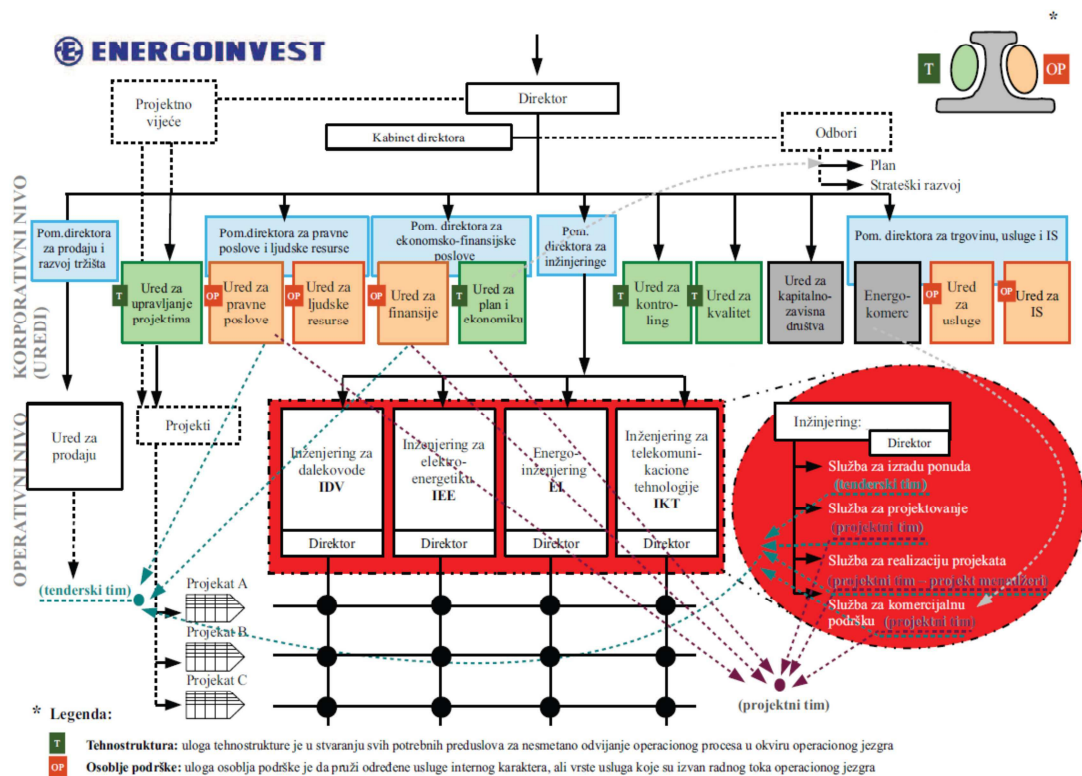 *
ENERGOINVEST
T
OP
Projektno
vijeće
Direktor
Kabinet direktora
Odbori
Plan
Strateški razvoj
KORPORATIVNI NIVO
(UREDI)
Pom.direktora
za prodaju i
razvoj tržišta
Pom.direktora za pravne
poslove i ljudske resurse
Pom. direktora za
ekonomsko-finansijske
poslove
Pom.
direktora za
inžinjeringe
Pom. direktora za trgovinu, usluge i IS
T
Ured za
upravljanje
projektima
OP
Ured za
pravne
poslove
OP
Ured za
ljudske
resurse
OP
Ured za
finansije
T
Ured za
plan i
ekonomiku
T
Ured za
kontro-
ling
T
Ured za
kvalitet
Ured za
kapitalno-
zavisna
društva
Energo-
komerc
OP
Ured
za
usluge
OP
Ured
za IS
OPERATIVNI NIVO
Ured za
prodaju
Projekti
Inženjering za
dalekovode
IDV
Direktor
Inženjering za
elektro-
energetiku
IEE
Direktor
Energo-
inženjering
EI
Direktor
Inženjering za
telekomuni-
kacione
tehnologije
IKT
Direktor
Inžinjering:
Direktor
Služba za izradu ponuda
(tenderski tim)
Služba za projektovanje
(projektni tim)
Služba za realizaciju projekata
(projektni tim – projekt menadžeri)
Služba za komercijalnu
podršku (projektni tim)
(tenderski tim)
Projekat A
Projekat B
Projekat C
(projektni tim)
* Legenda:
T Tehnostruktura: uloga tehnostrukture je u stvaranju svih potrebnih preduslova za nesmetano odvijanje operacionog procesa u okviru operacionog jezgra
OP Osoblje podrške: uloga osoblja podrške je da pruži određene usluge internog karaktera, ali vrste usluga koje su izvan radnog toka operacionog jezgra